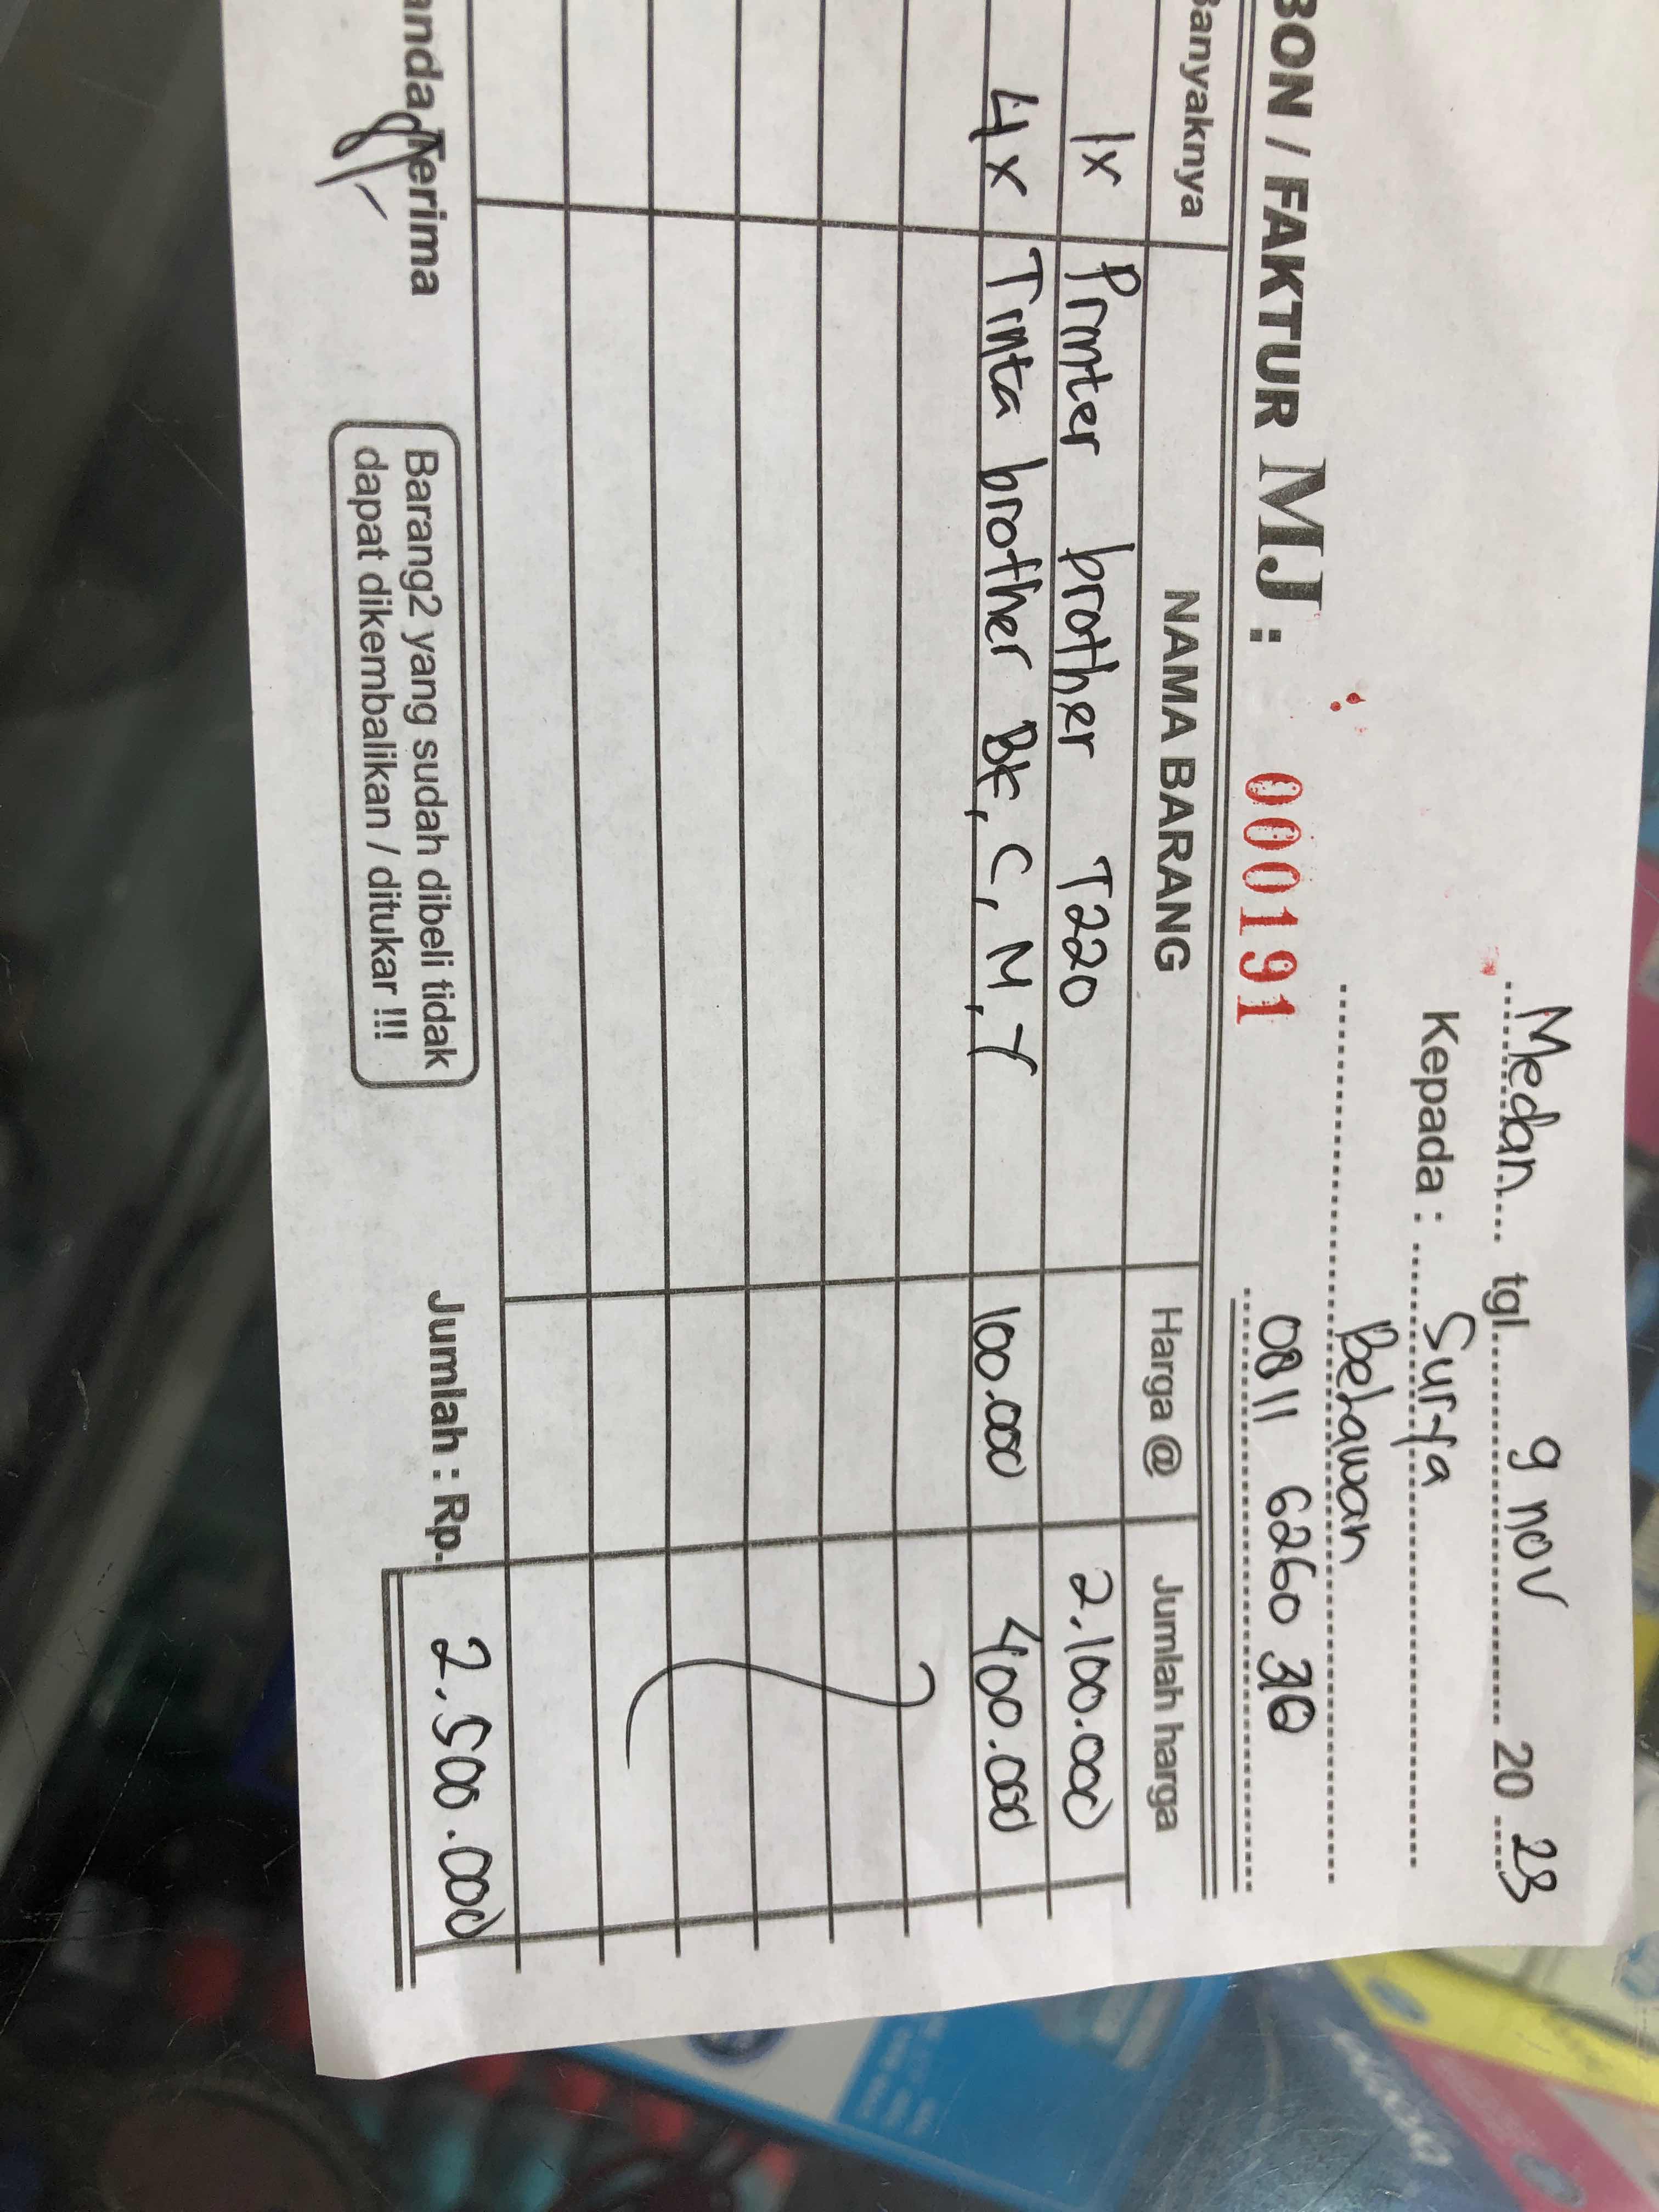 Medan tgl. 9 nov 20 23
Kepada : Surya
Belawan
0811 6260 310
BON / FAKTUR MJ : 000191
Banyaknya NAMA BARANG Harga @ Jumlah harga
1x Printer brother T220 2.100.000
4x Tinta brother BK, C, M, Y 100.000 400.000
anda Terima Barang2 yang sudah dibeli tidak
dapat dikembalikan / ditukar !!!
Jumlah : Rp. 2.500.000